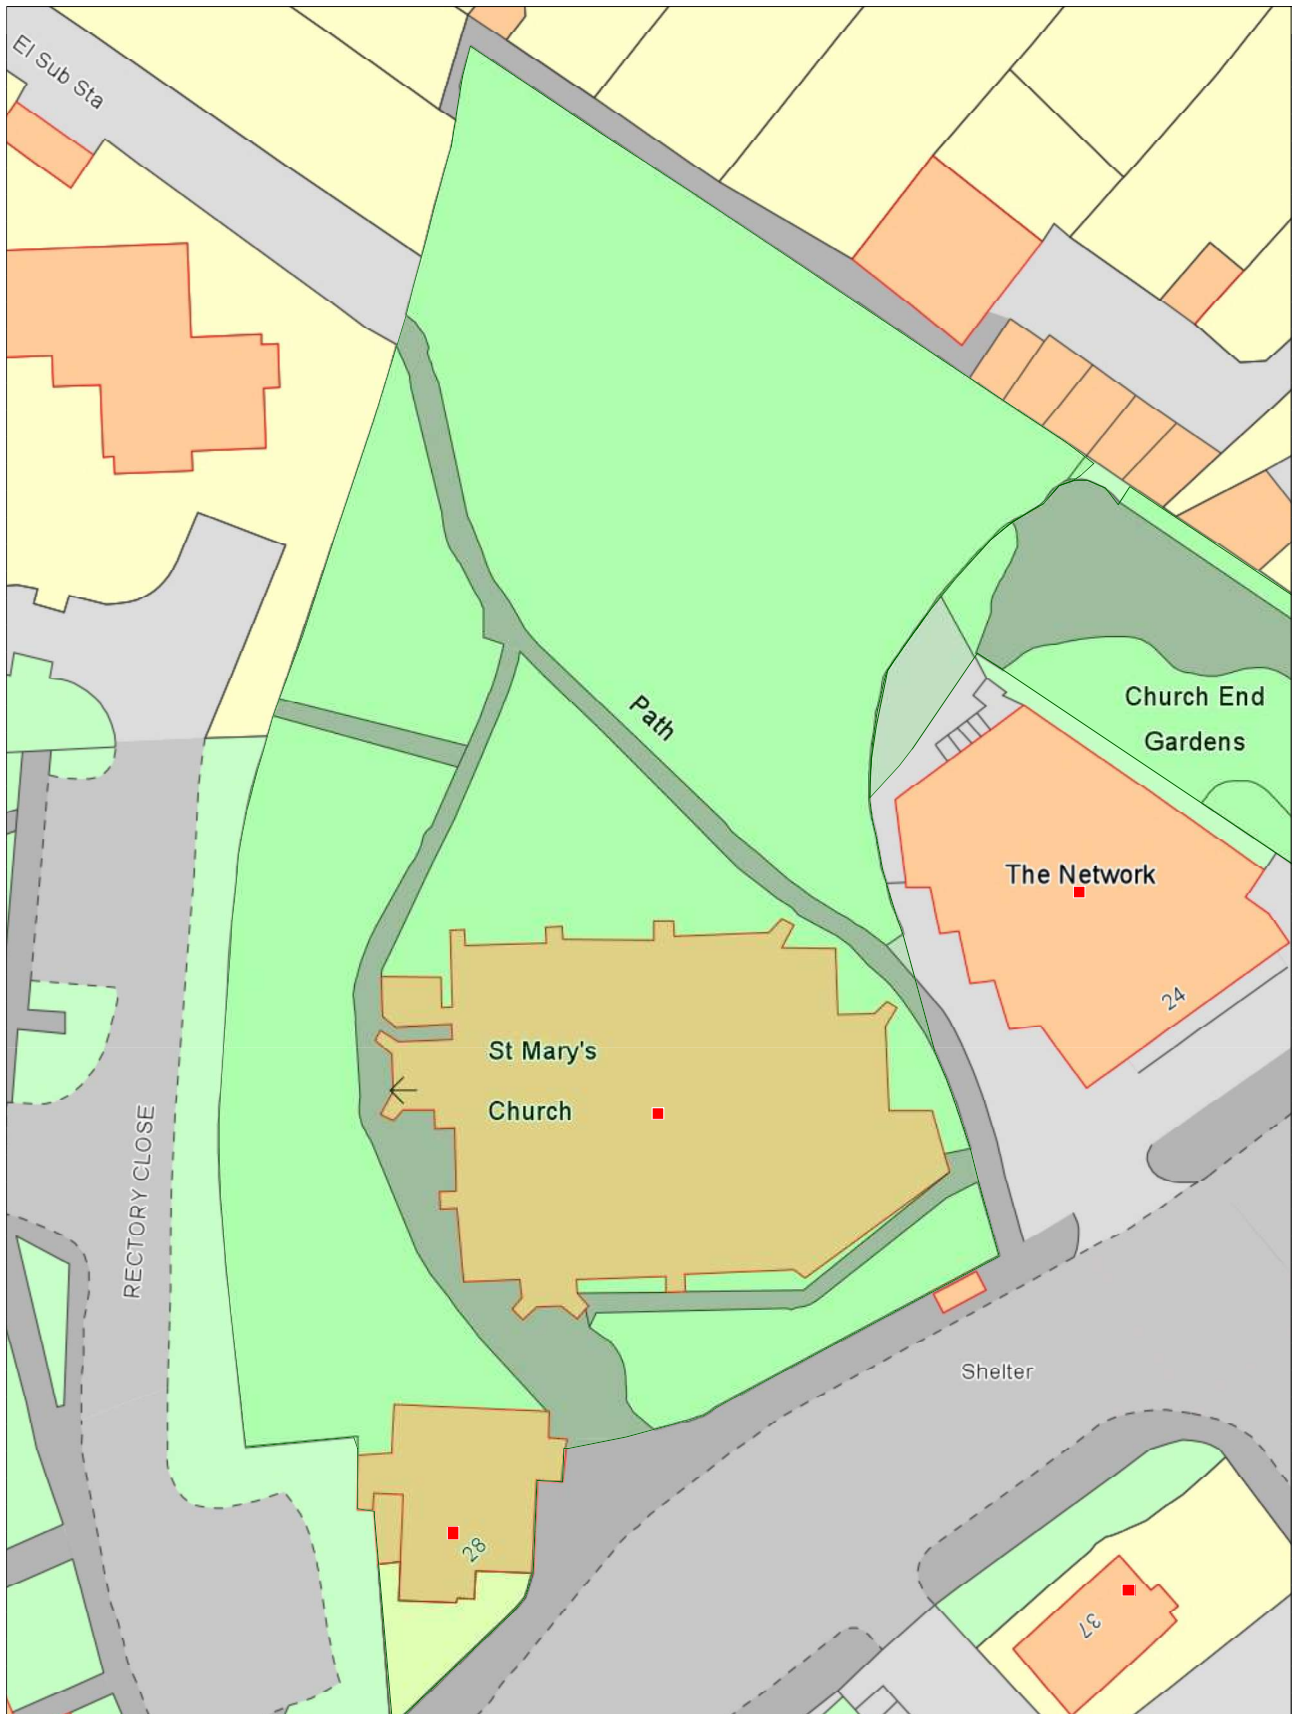 El Sub Sta
Path
Church End
Gardens
The Network
24
St Mary's
Church
RECTORY CLOSE
Shelter
28
37